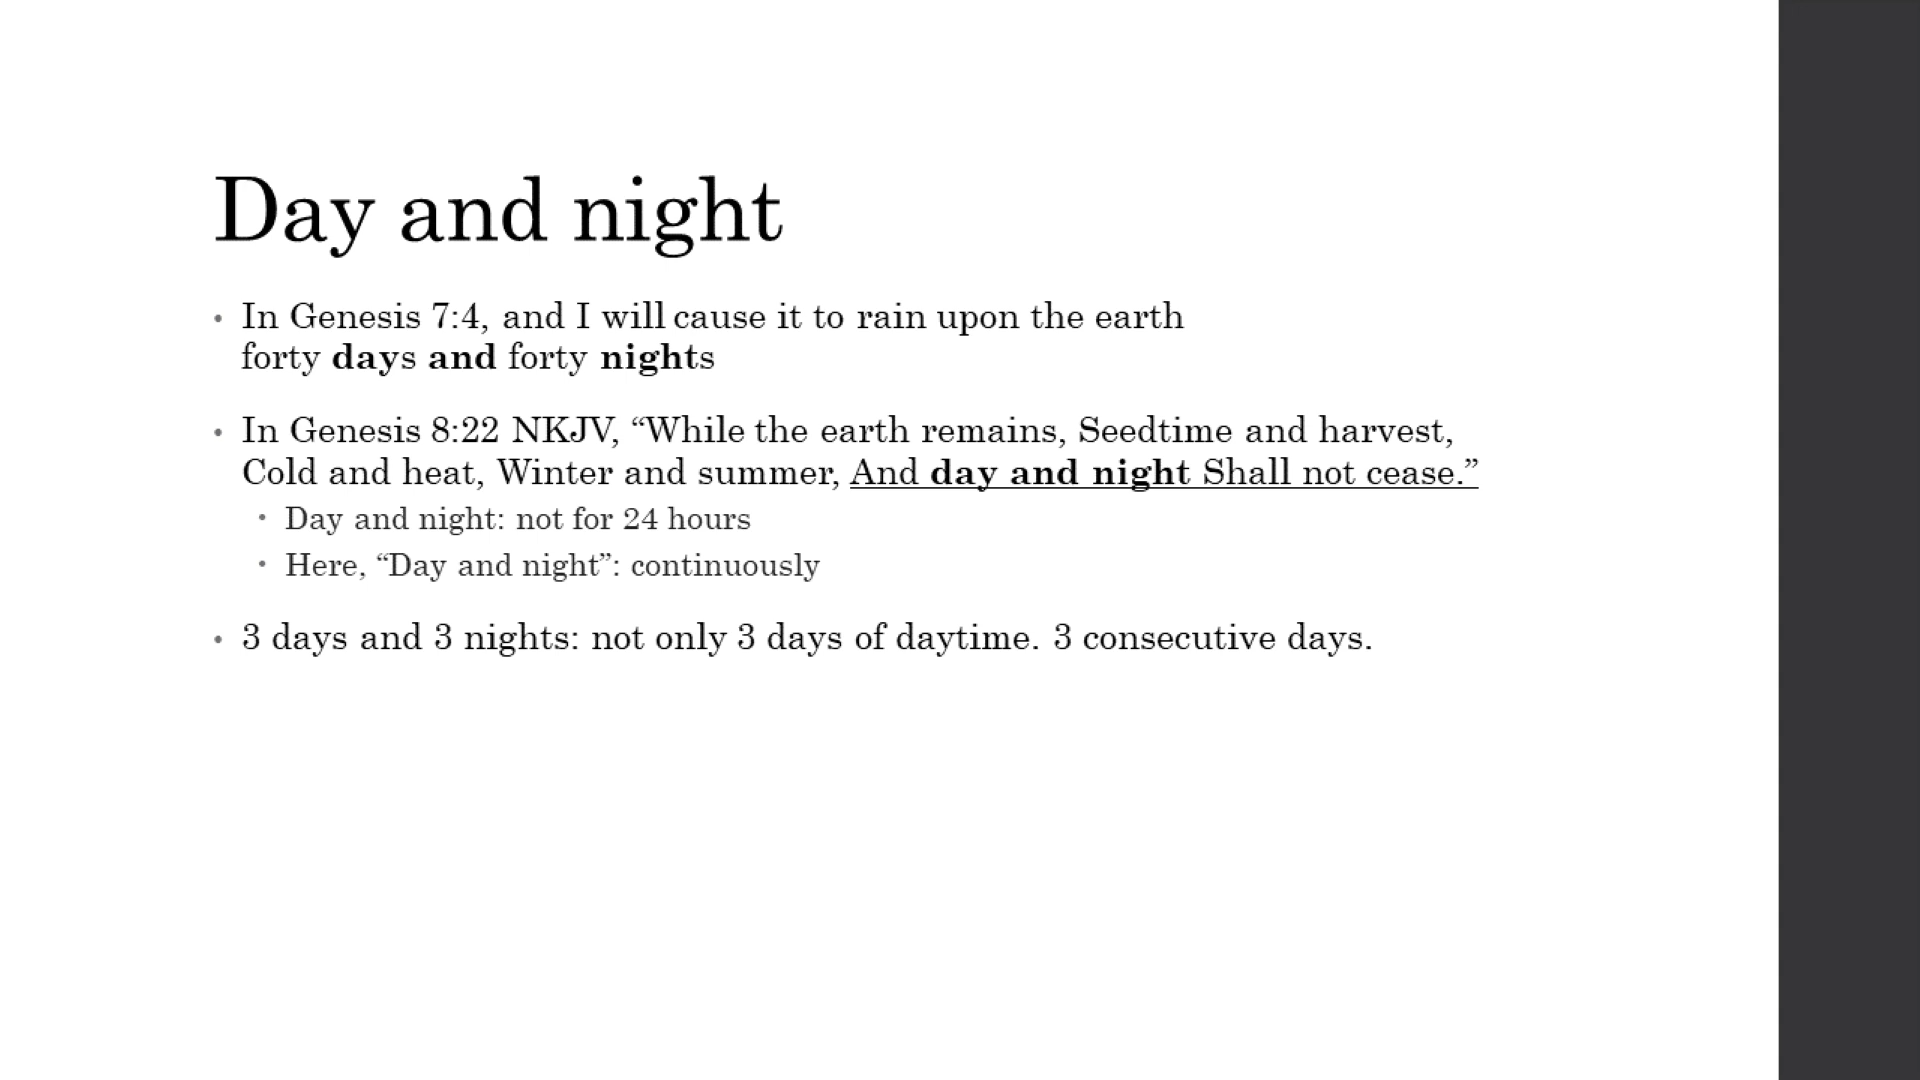 Day and night
• In Genesis 7:4, and I will cause it to rain upon the earth
forty days and forty nights
• In Genesis 8:22 NKJV, “While the earth remains, Seedtime and harvest,
Cold and heat, Winter and summer, And day and night Shall not cease.”
• Day and night: not for 24 hours
• Here, “Day and night”: continuously
• 3 days and 3 nights: not only 3 days of daytime. 3 consecutive days.